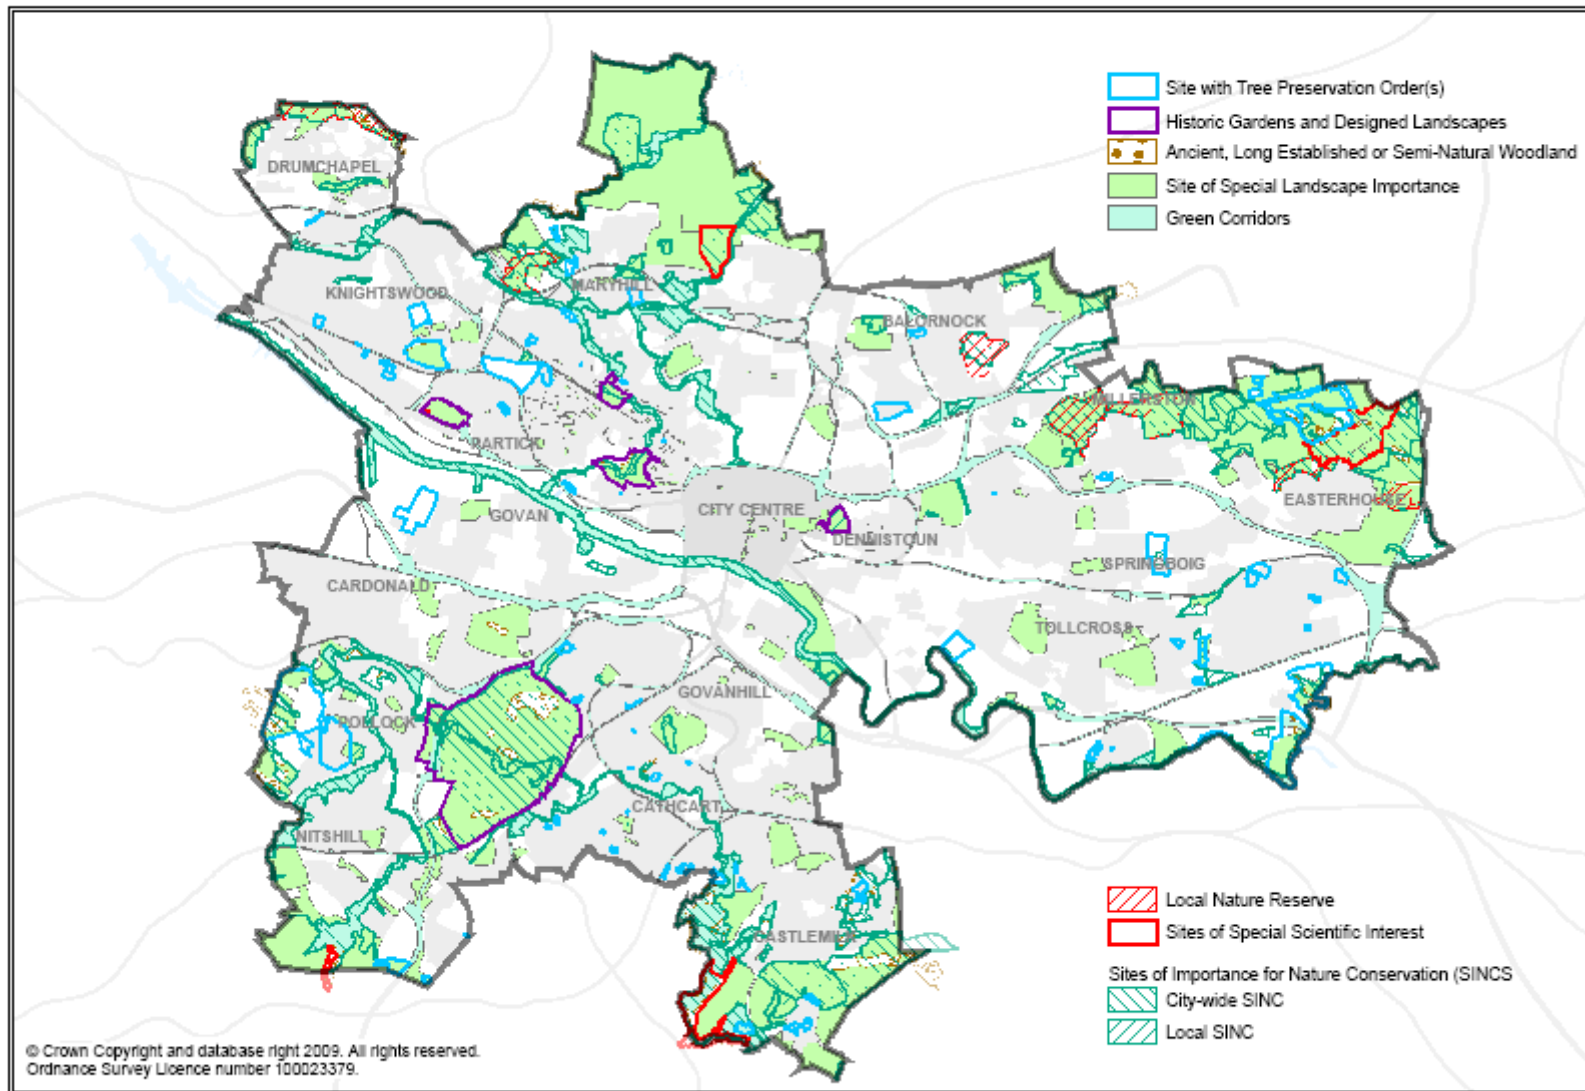 Site with Tree Preservation Order(s)
Historic Gardens and Designed Landscapes
Ancient, Long Established or Semi-Natural Woodland
Site of Special Landscape Importance
Green Corridors
DRUMCHAPEL
KNIGHTSWOOD
MARYHILL
BALORNOCK
MILLERSTON
PARTICK
EASTERHOUSE
GOVAN
CITY CENTRE
DENNISTOUN
SPRINGBOIG
CARDONALD
TOLLCROSS
GOVANHILL
POLLOCK
CATHCART
NITSHILL
CASTLEMILK
Local Nature Reserve
Sites of Special Scientific Interest
Sites of Importance for Nature Conservation (SINCS
City-wide SINC
Local SINC
© Crown Copyright and database right 2009. All rights reserved.
Ordnance Survey Licence number 100023379.